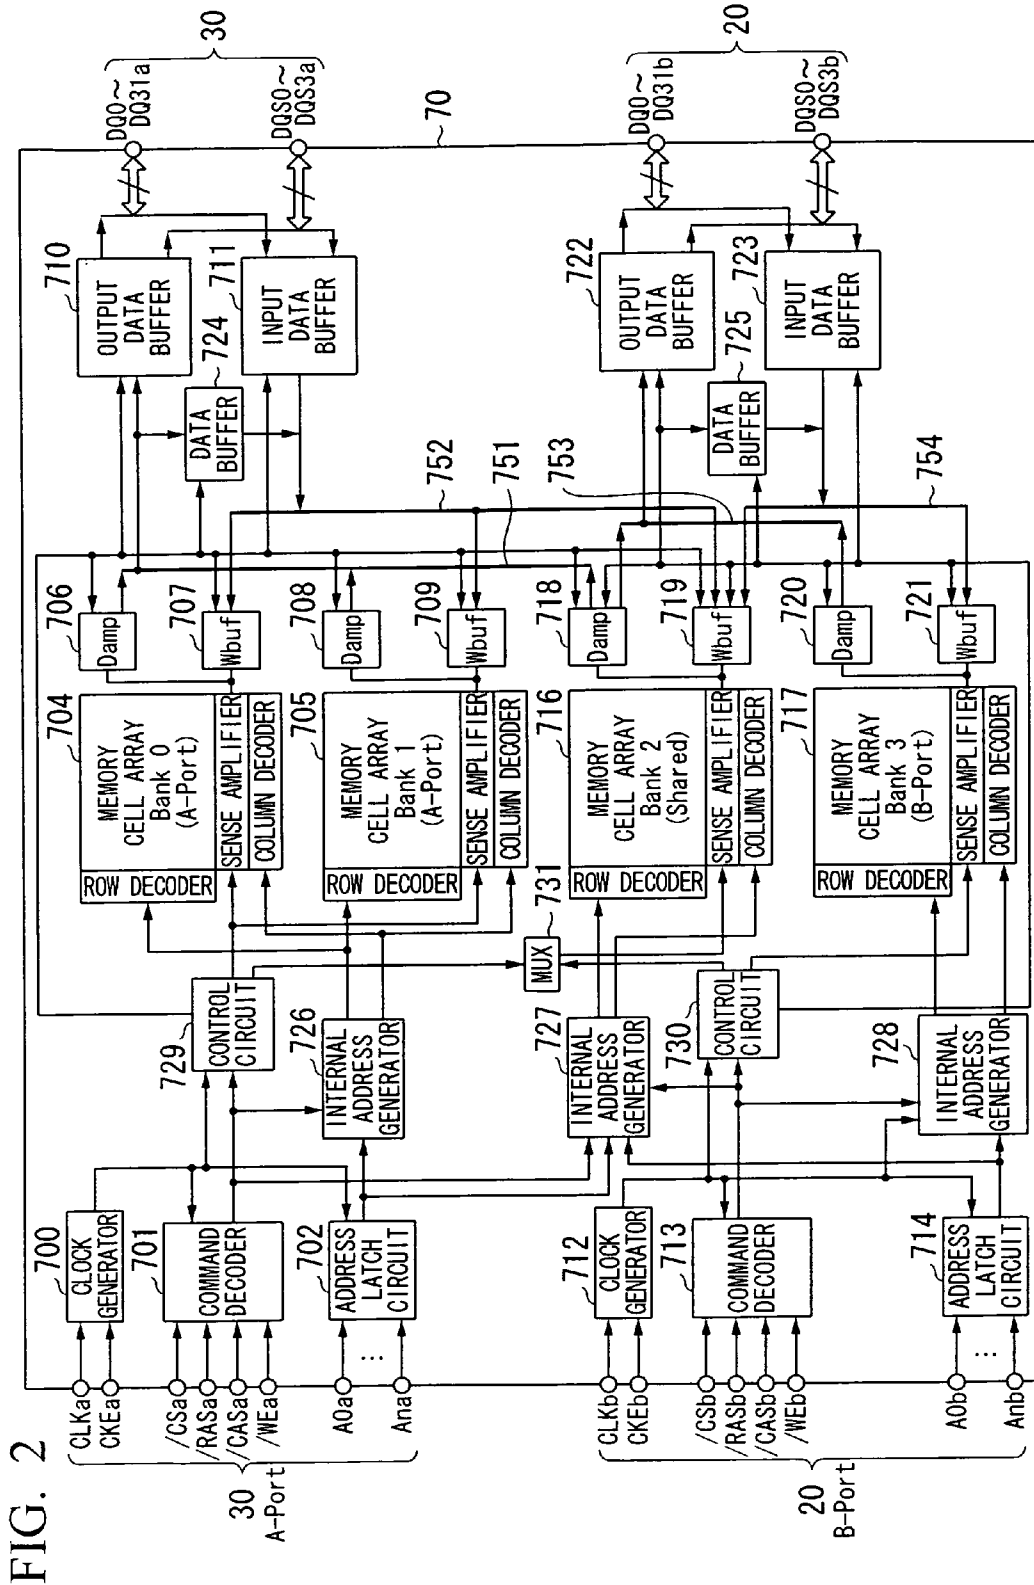 FIG. 2
30
A-Port
CLKa
CKEa
/CSa
/RASa
/CASa
/WEa
A0a
...
Ana
20
B-Port
CLKb
CKEb
/CSb
/RASb
/CASb
/WEb
A0b
...
Anb
700
CLOCK
GENERATOR
701
COMMAND
DECODER
702
ADDRESS
LATCH
CIRCUIT
712
CLOCK
GENERATOR
713
COMMAND
DECODER
714
ADDRESS
LATCH
CIRCUIT
729
CONTROL
CIRCUIT
726
INTERNAL
ADDRESS
GENERATOR
727
INTERNAL
ADDRESS
GENERATOR
730
CONTROL
CIRCUIT
728
INTERNAL
ADDRESS
GENERATOR
731
MUX
704
MEMORY
CELL ARRAY
Bank 0
(A-Port)
ROW DECODER
SENSE AMPLIFIER
COLUMN DECODER
705
MEMORY
CELL ARRAY
Bank 1
(A-Port)
ROW DECODER
SENSE AMPLIFIER
COLUMN DECODER
716
MEMORY
CELL ARRAY
Bank 2
(Shared)
ROW DECODER
SENSE AMPLIFIER
COLUMN DECODER
717
MEMORY
CELL ARRAY
Bank 3
(B-Port)
ROW DECODER
SENSE AMPLIFIER
COLUMN DECODER
706
Damp
707
Wbuf
708
Damp
709
Wbuf
718
Damp
719
Wbuf
720
Damp
721
Wbuf
752
751
753
754
710
OUTPUT
DATA
BUFFER
724
DATA
BUFFER
711
INPUT
DATA
BUFFER
722
OUTPUT
DATA
BUFFER
725
DATA
BUFFER
723
INPUT
DATA
BUFFER
70
DQ0~
DQ31a
DQS0~
DQS3a
30
DQ0~
DQ31b
DQS0~
DQS3b
20